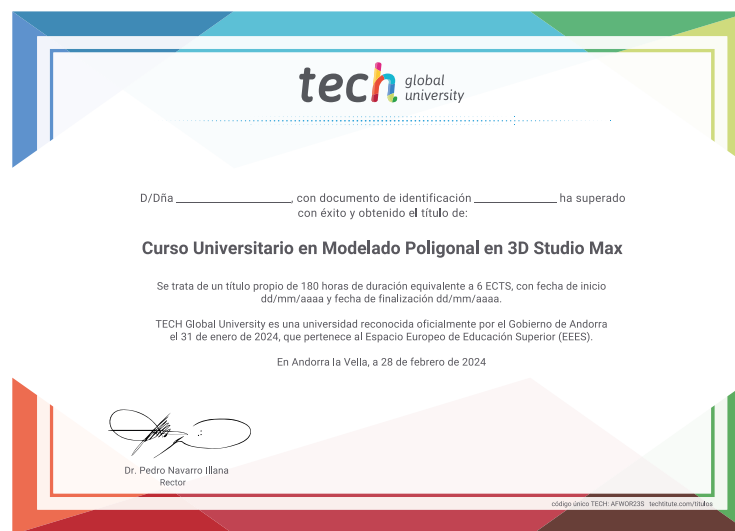 tech global
university
D/Dña ____________, con documento de identificación ____________ ha superado
con éxito y obtenido el título de:
Curso Universitario en Modelado Poligonal en 3D Studio Max
Se trata de un título propio de 180 horas de duración equivalente a 6 ECTS, con fecha de inicio
dd/mm/aaaa y fecha de finalización dd/mm/aaaa.
TECH Global University es una universidad reconocida oficialmente por el Gobierno de Andorra
el 31 de enero de 2024, que pertenece al Espacio Europeo de Educación Superior (EEES).
En Andorra la Vella, a 28 de febrero de 2024
Dr. Pedro Navarro Illana
Rector
código único TECH: AFWOR23S techtitute.com/titulos